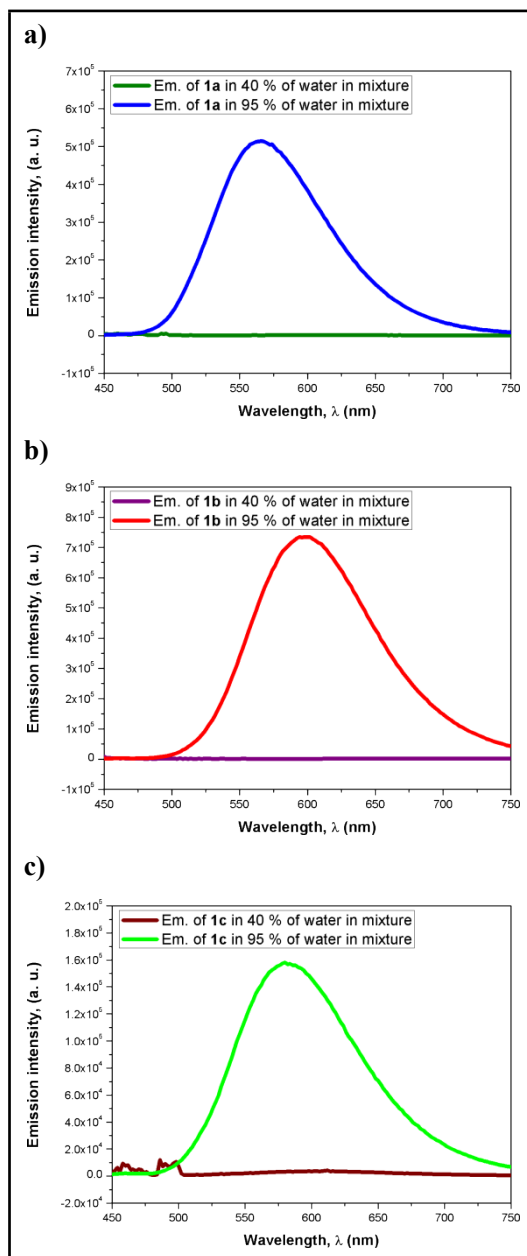 a)
Em. of 1a in 40 % of water in mixture
Em. of 1a in 95 % of water in mixture
7x10⁵
6x10⁵
5x10⁵
4x10⁵
3x10⁵
2x10⁵
1x10⁵
0
-1x10⁵
Emission intensity, (a. u.)
450 500 550 600 650 700 750
Wavelength, λ (nm)
b)
Em. of 1b in 40 % of water in mixture
Em. of 1b in 95 % of water in mixture
9x10⁵
8x10⁵
7x10⁵
6x10⁵
5x10⁵
4x10⁵
3x10⁵
2x10⁵
1x10⁵
0
-1x10⁵
Emission intensity, (a. u.)
450 500 550 600 650 700 750
Wavelength, λ (nm)
c)
Em. of 1c in 40 % of water in mixture
Em. of 1c in 95 % of water in mixture
2.0x10⁵
1.8x10⁵
1.6x10⁵
1.4x10⁵
1.2x10⁵
1.0x10⁵
8.0x10⁴
6.0x10⁴
4.0x10⁴
2.0x10⁴
0.0
-2.0x10⁴
Emission intensity, (a. u.)
450 500 550 600 650 700 750
Wavelength, λ (nm)